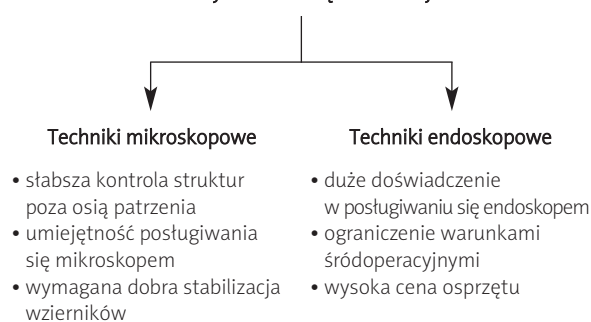 Techniki mikroskopowe
• słabsza kontrola struktur
poza osią patrzenia
• umiejętność posługiwania
się mikroskopem
• wymagana dobra stabilizacja
wzierników
Techniki endoskopowe
• duże doświadczenie
w posługiwaniu się endoskopem
• ograniczenie warunkami
śródoperacyjnymi
• wysoka cena osprzętu